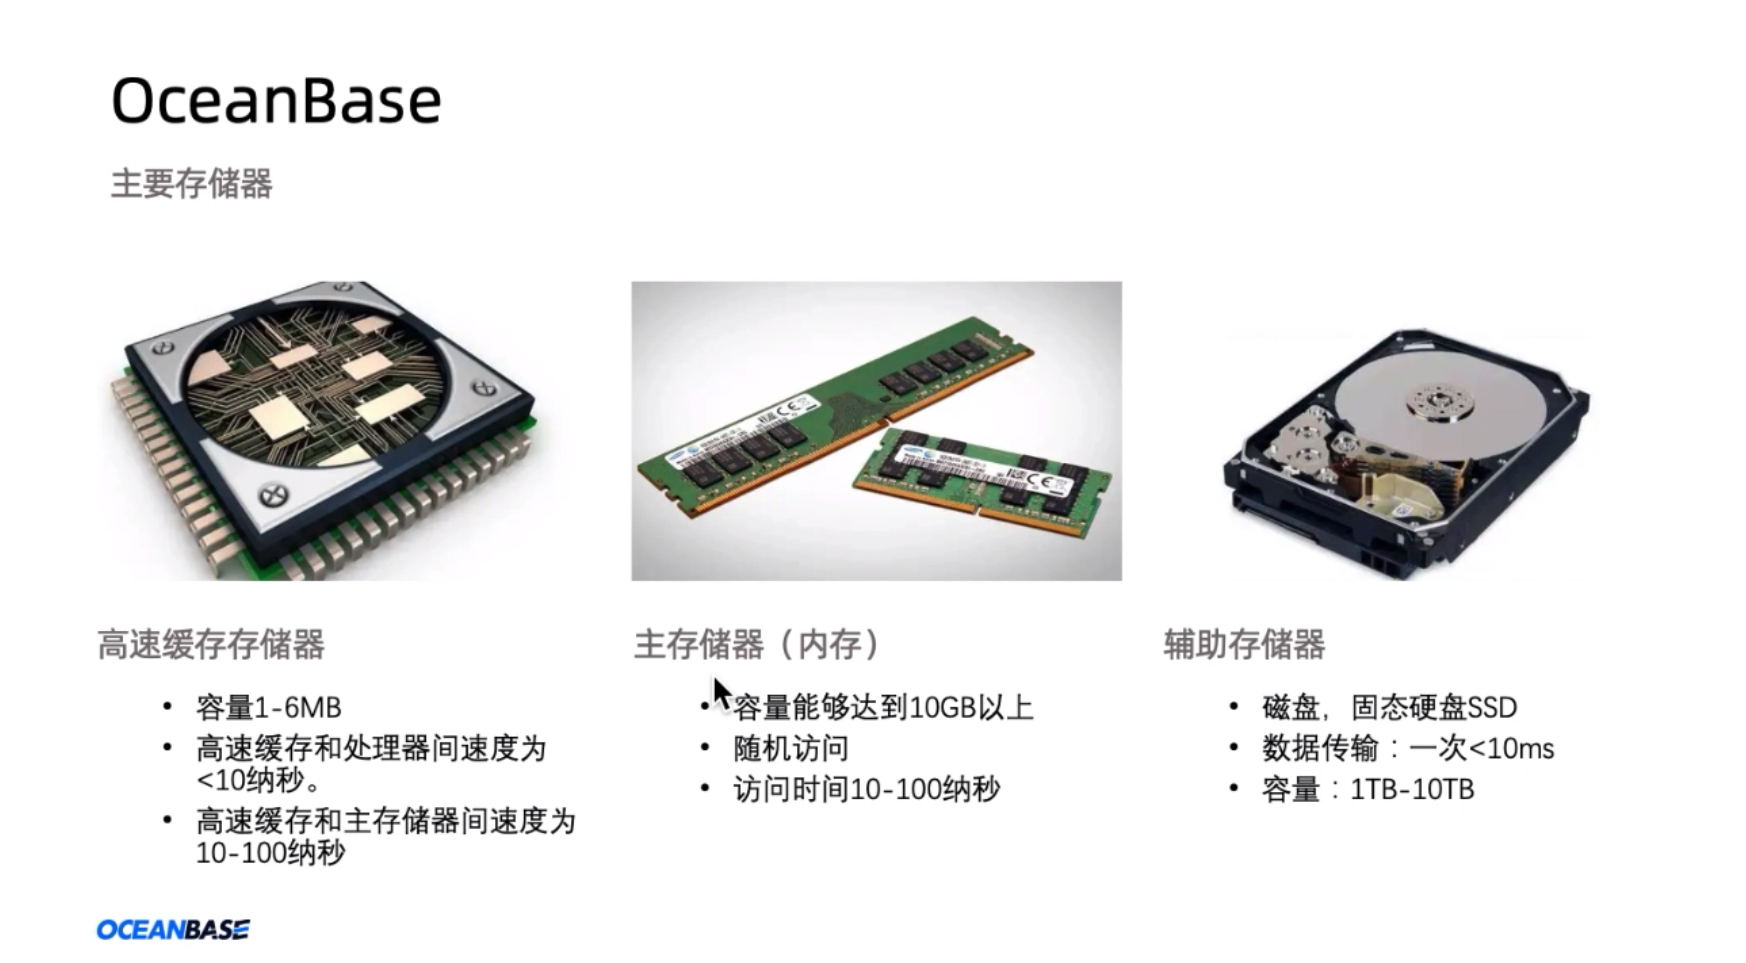 OceanBase
主要存储器
高速缓存存储器
• 容量1-6MB
• 高速缓存和处理器间速度为
<10纳秒。
• 高速缓存和主存储器间速度为
10-100纳秒
主存储器（内存）
• 容量能够达到10GB以上
• 随机访问
• 访问时间10-100纳秒
辅助存储器
• 磁盘，固态硬盘SSD
• 数据传输：一次<10ms
• 容量：1TB-10TB
OCEANBASE